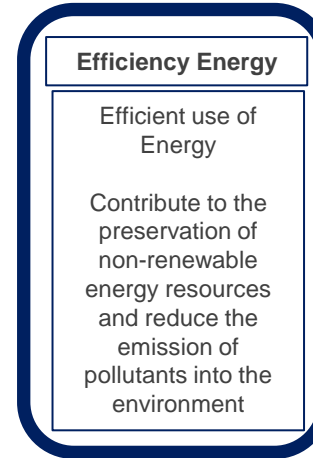 Efficiency Energy
Efficient use of
Energy
Contribute to the
preservation of
non-renewable
energy resources
and reduce the
emission of
pollutants into the
environment